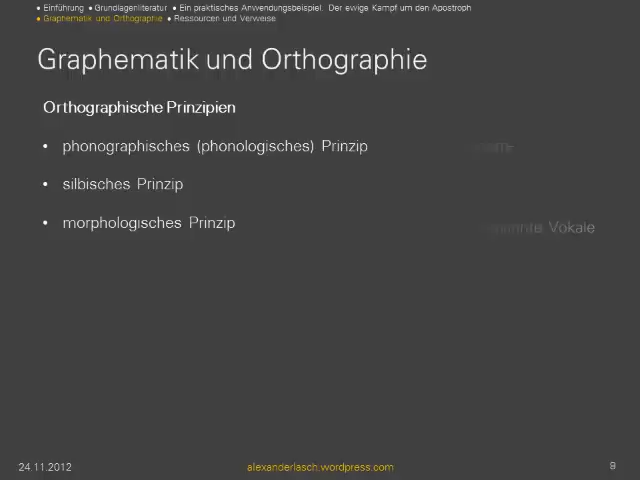 • Einführung • Grundlagenliteratur • Ein praktisches Anwendungsbeispiel. Der ewige Kampf um den Apostroph
• Graphematik und Orthographie • Ressourcen und Verweise
Graphematik und Orthographie
Orthographische Prinzipien
• phonographisches (phonologisches) Prinzip
• silbisches Prinzip
• morphologisches Prinzip
Vokale
24.11.2012
alexanderlasch.wordpress.com